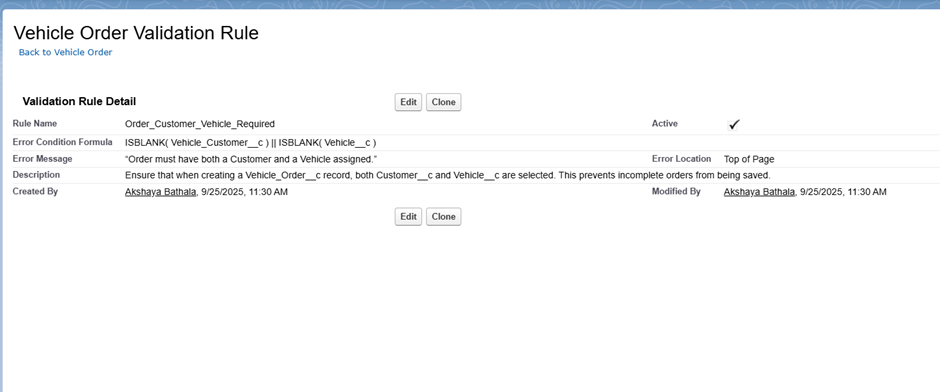 Vehicle Order Validation Rule
Back to Vehicle Order
Validation Rule Detail Edit Clone
Rule Name Order_Customer_Vehicle_Required Active ✓
Error Condition Formula ISBLANK( Vehicle_Customer__c ) || ISBLANK( Vehicle__c )
Error Message “Order must have both a Customer and a Vehicle assigned.” Error Location Top of Page
Description Ensure that when creating a Vehicle_Order__c record, both Customer__c and Vehicle__c are selected. This prevents incomplete orders from being saved.
Created By Akshaya Bathala, 9/25/2025, 11:30 AM Modified By Akshaya Bathala, 9/25/2025, 11:30 AM
Edit Clone